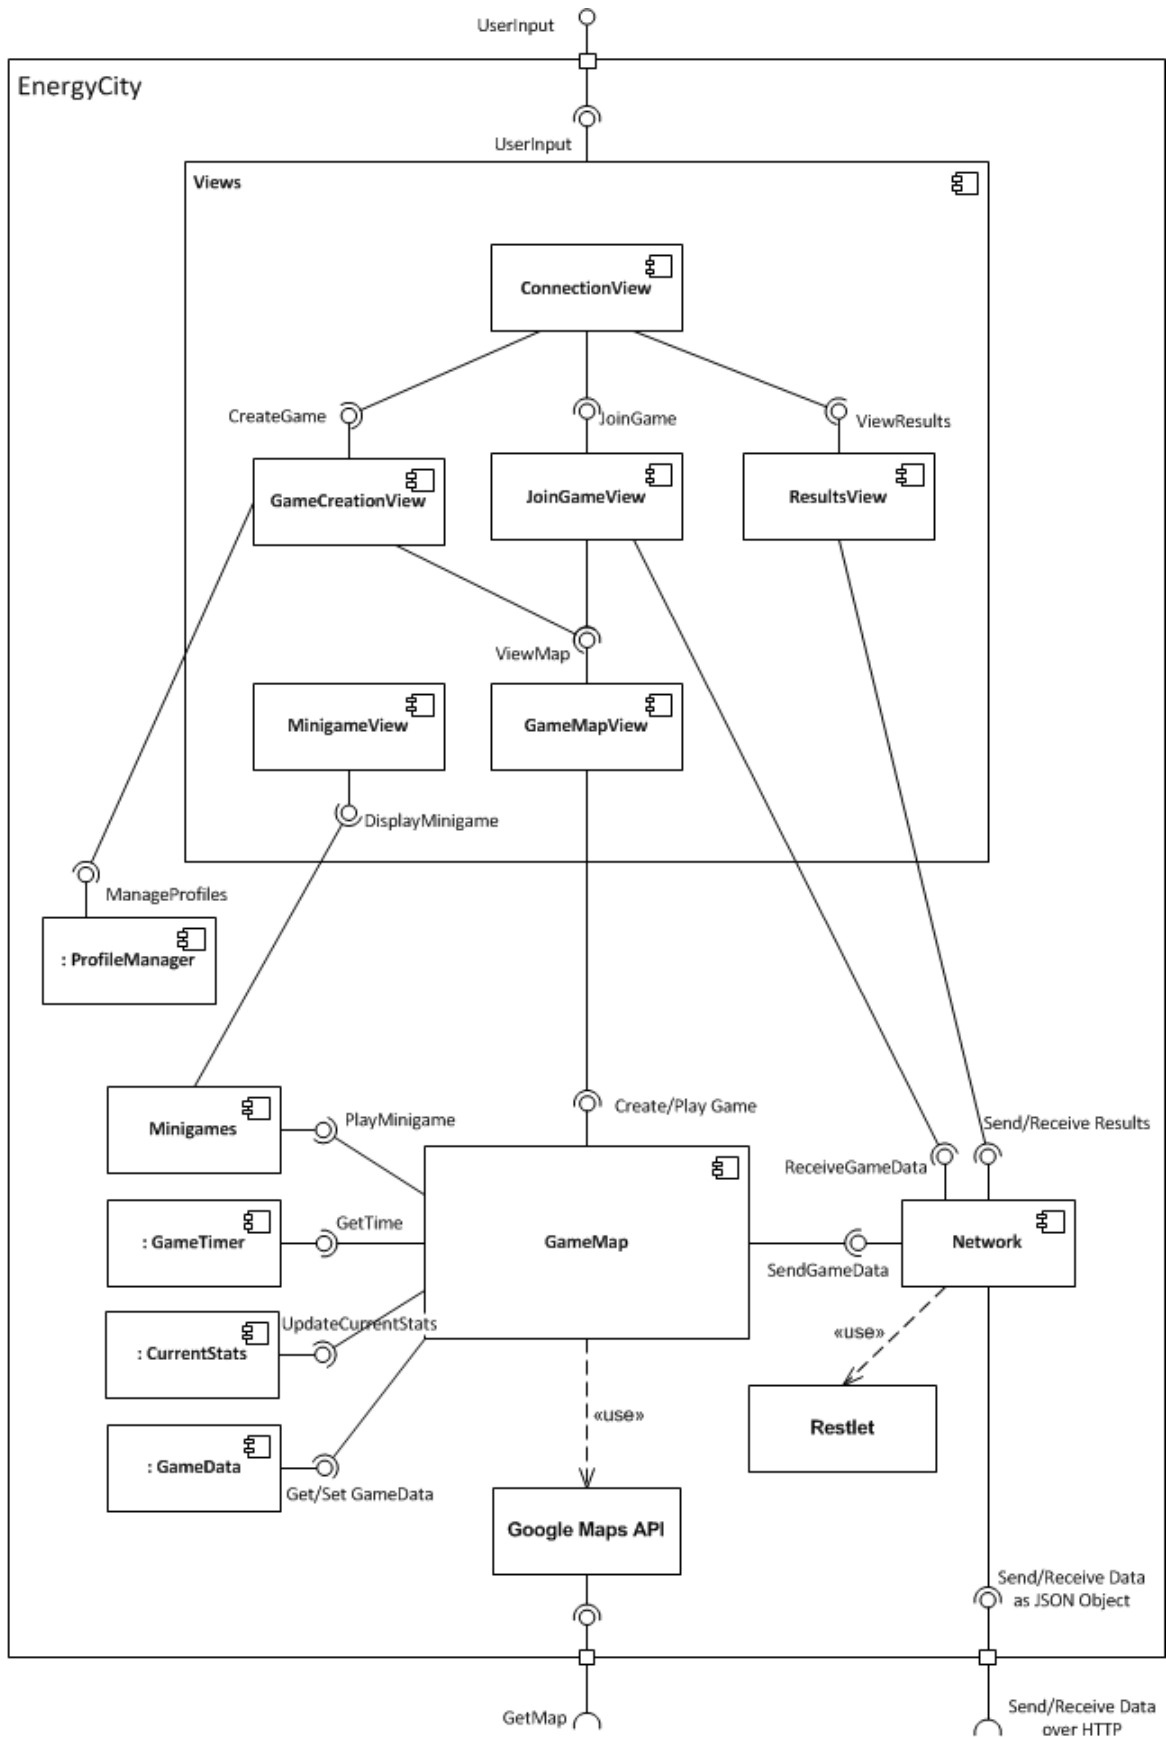 UserInput
EnergyCity
UserInput
Views
ConnectionView
CreateGame
JoinGame
ViewResults
GameCreationView
JoinGameView
ResultsView
ViewMap
MinigameView
GameMapView
DisplayMinigame
ManageProfiles
: ProfileManager
Create/Play Game
PlayMinigame
Minigames
Send/Receive Results
ReceiveGameData
GetTime
: GameTimer
GameMap
Network
SendGameData
UpdateCurrentStats
: CurrentStats
«use»
«use»
Restlet
: GameData
Get/Set GameData
Google Maps API
Send/Receive Data
as JSON Object
GetMap
Send/Receive Data
over HTTP